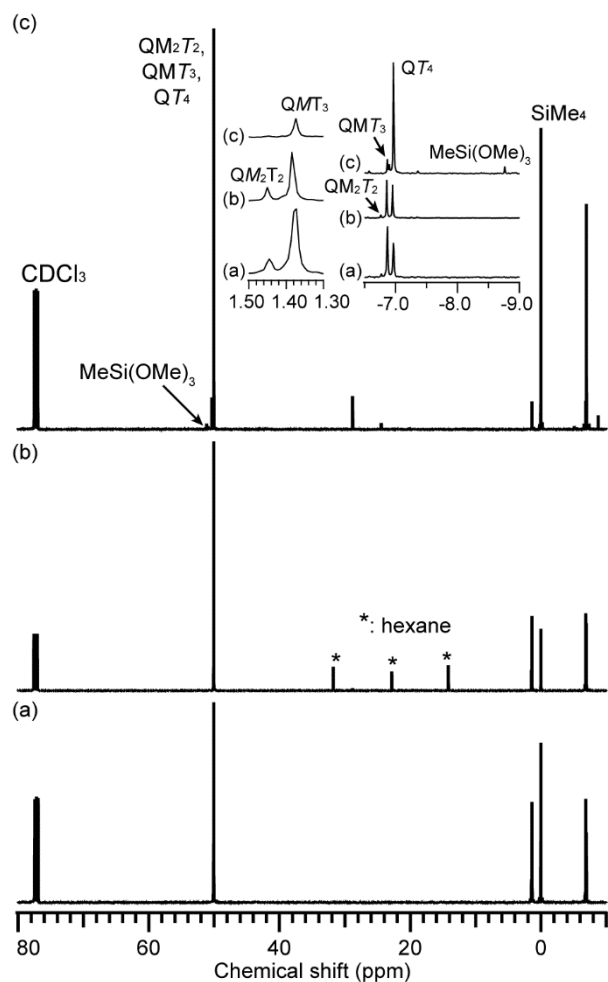 (c)
QM₂T₂,
QMT₃,
QT₄
SiMe₄
QT₄
QMT₃
QMT₃
(c)
(c)
MeSi(OMe)₃
QM₂T₂
QM₂T₂
(b)
(b)
(a)
(a)
1.50 1.40 1.30
-7.0 -8.0 -9.0
CDCl₃
MeSi(OMe)₃
(b)
*: hexane
* * *
(a)
80 60 40 20 0
Chemical shift (ppm)